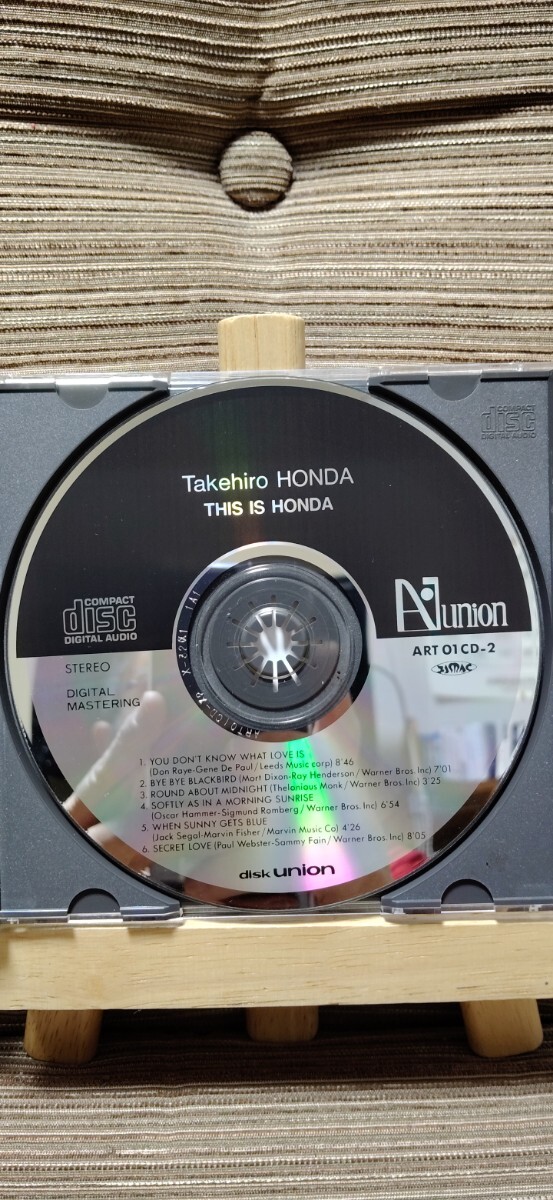 COMPACT
disc
DIGITAL AUDIO
Takehiro HONDA
THIS IS HONDA
COMPACT
disc
DIGITAL AUDIO
STEREO
DIGITAL
MASTERING
union
ART 01CD-2
1. YOU DON'T KNOW WHAT LOVE IS
(Don Raye-Gene De Paul / Leeds Music corp) 8'46
2. BYE BYE BLACKBIRD (Mort Dixon-Ray Henderson / Warner Bros. Inc) 7'01
3. ROUND ABOUT MIDNIGHT (Thelonious Monk / Warner Bros. Inc) 3'25
4. SOFTLY AS IN A MORNING SUNRISE
(Oscar Hammer-Sigmund Romberg / Warner Bros. Inc) 6'54
5. WHEN SUNNY GETS BLUE
(Jack Segal-Marvin Fisher / Marvin Music Co) 4'26
6. SECRET LOVE (Paul Webster-Sammy Fain / Warner Bros. Inc) 8'05
disk union